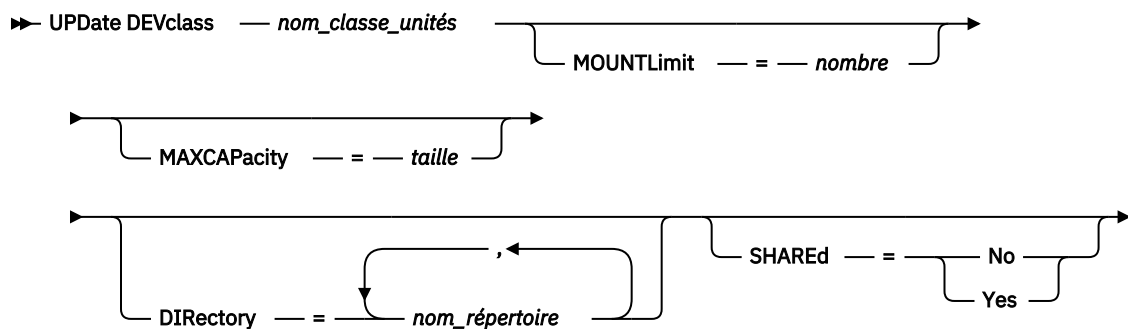 UPDate DEVclass nom_classe_unités
MOUNTLimit = nombre
MAXCAPacity = taille
,
DIRectory = nom_répertoire
SHAREd = No
Yes